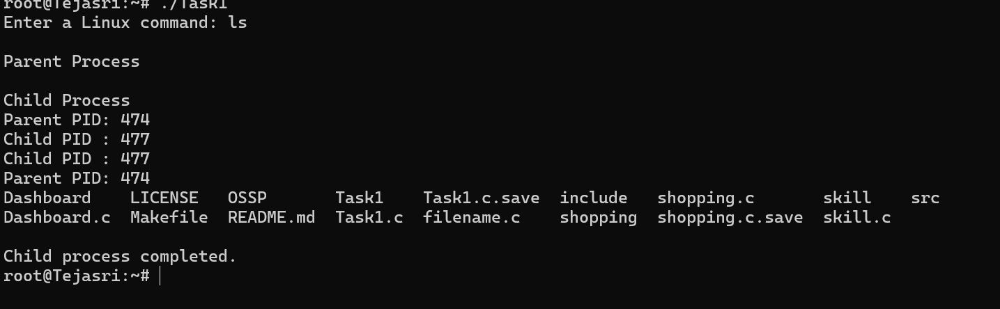 root@Tejasri:~# ./Task1
Enter a Linux command: ls
Parent Process
Child Process
Parent PID: 474
Child PID : 477
Child PID : 477
Parent PID: 474
Dashboard LICENSE OSSP Task1 Task1.c.save include shopping.c skill src
Dashboard.c Makefile README.md Task1.c filename.c shopping shopping.c.save skill.c
Child process completed.
root@Tejasri:~#